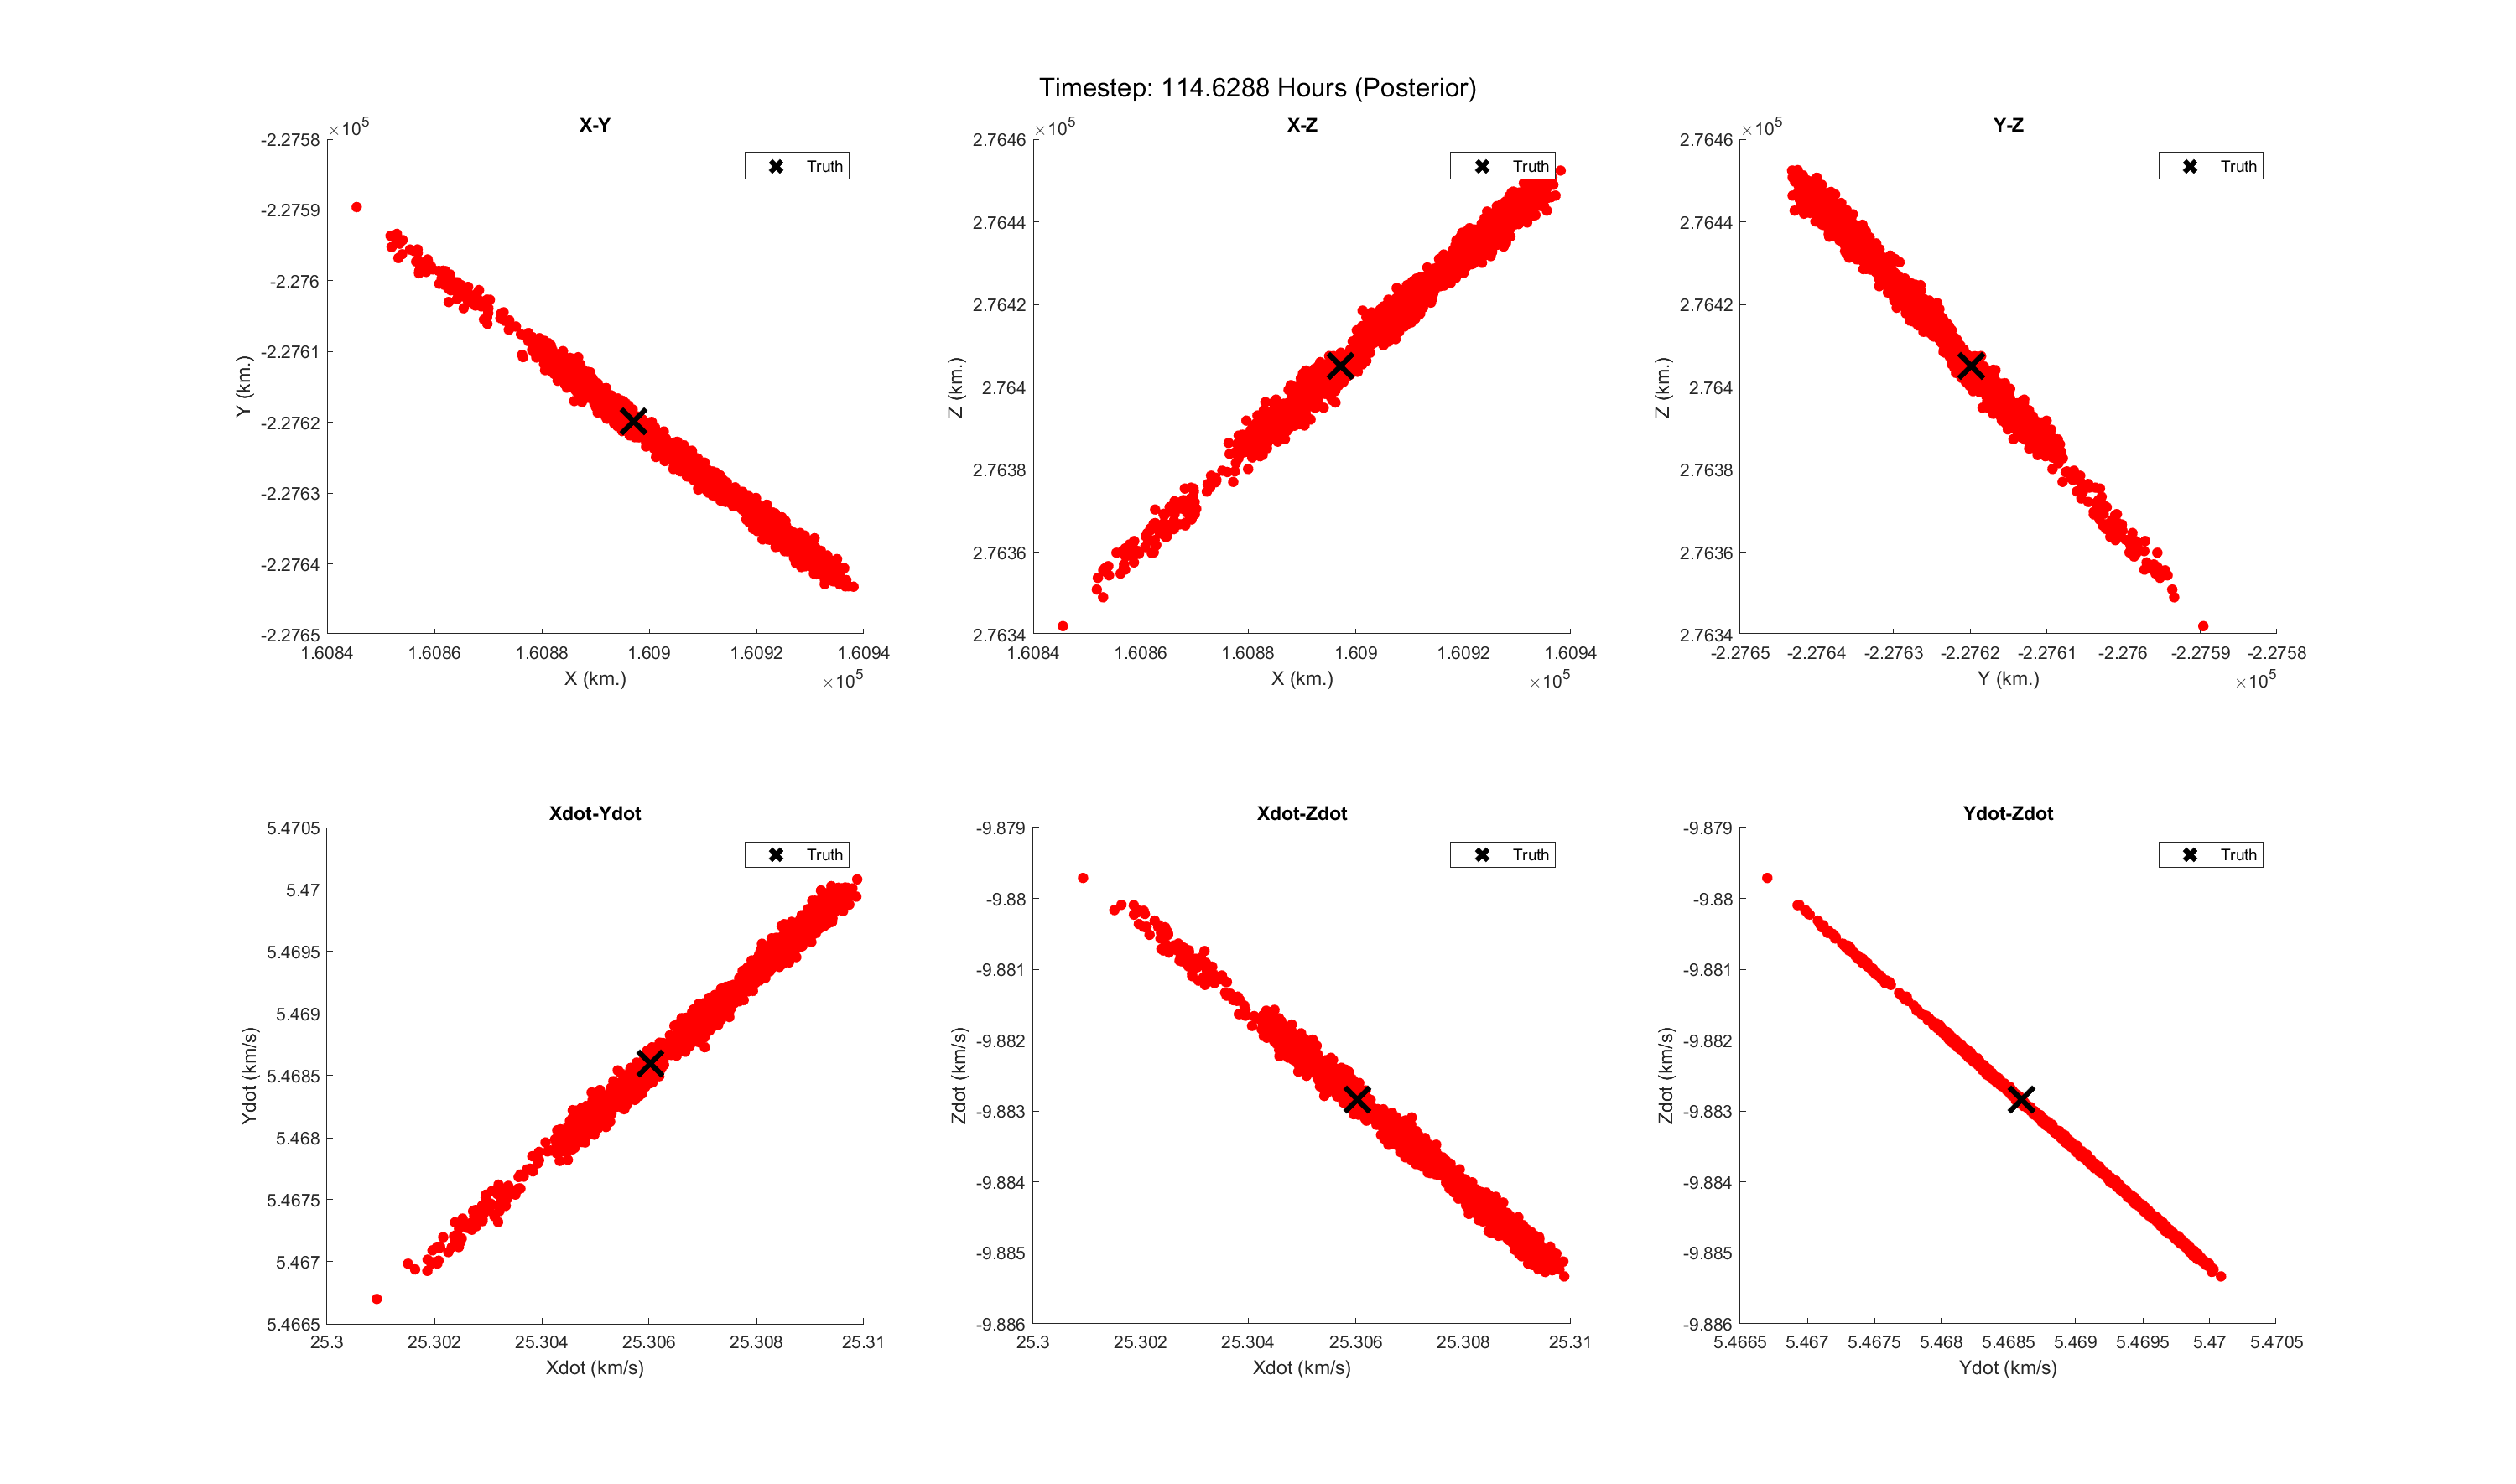 Timestep: 114.6288 Hours (Posterior)
X-Y
×10^5
-2.2758
-2.2759
-2.276
-2.2761
-2.2762
-2.2763
-2.2764
-2.2765
Y (km.)
Truth
1.6084 1.6086 1.6088 1.609 1.6092 1.6094
X (km.)
×10^5
X-Z
×10^5
2.7646
2.7644
2.7642
2.764
2.7638
2.7636
2.7634
Z (km.)
Truth
1.6084 1.6086 1.6088 1.609 1.6092 1.6094
X (km.)
×10^5
Y-Z
×10^5
2.7646
2.7644
2.7642
2.764
2.7638
2.7636
2.7634
Z (km.)
Truth
-2.2765 -2.2764 -2.2763 -2.2762 -2.2761 -2.276 -2.2759 -2.2758
Y (km.)
×10^5
Xdot-Ydot
5.4705
5.47
5.4695
5.469
5.4685
5.468
5.4675
5.467
5.4665
Ydot (km/s)
Truth
25.3 25.302 25.304 25.306 25.308 25.31
Xdot (km/s)
Xdot-Zdot
-9.879
-9.88
-9.881
-9.882
-9.883
-9.884
-9.885
-9.886
Zdot (km/s)
Truth
25.3 25.302 25.304 25.306 25.308 25.31
Xdot (km/s)
Ydot-Zdot
-9.879
-9.88
-9.881
-9.882
-9.883
-9.884
-9.885
-9.886
Zdot (km/s)
Truth
5.4665 5.467 5.4675 5.468 5.4685 5.469 5.4695 5.47 5.4705
Ydot (km/s)